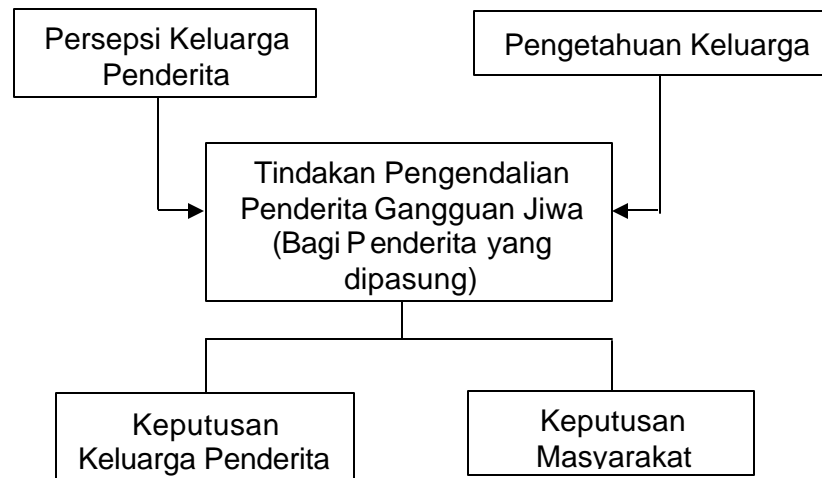 Persepsi Keluarga
Penderita
Pengetahuan Keluarga
Tindakan Pengendalian
Penderita Gangguan Jiwa
(Bagi Penderita yang
dipasung)
Keputusan
Keluarga Penderita
Keputusan
Masyarakat